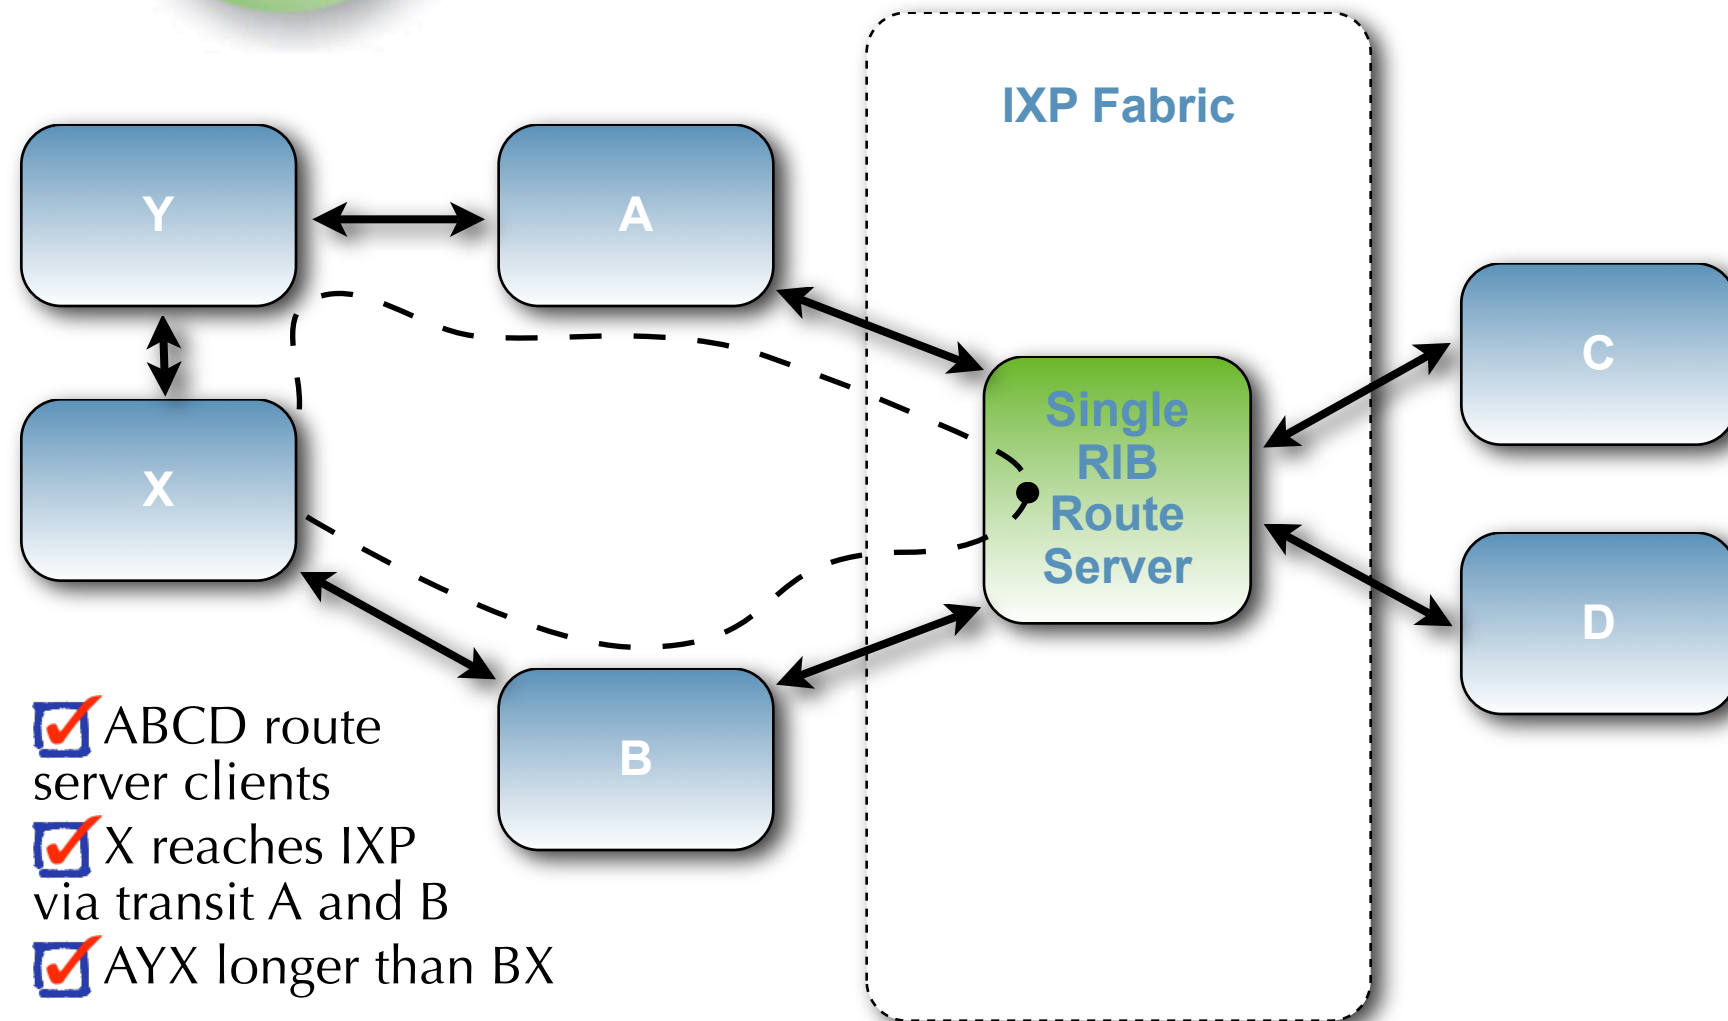 IXP Fabric
Y
A
C
Single
RIB
Route
Server
X
D
B
ABCD route
server clients
X reaches IXP
via transit A and B
AYX longer than BX